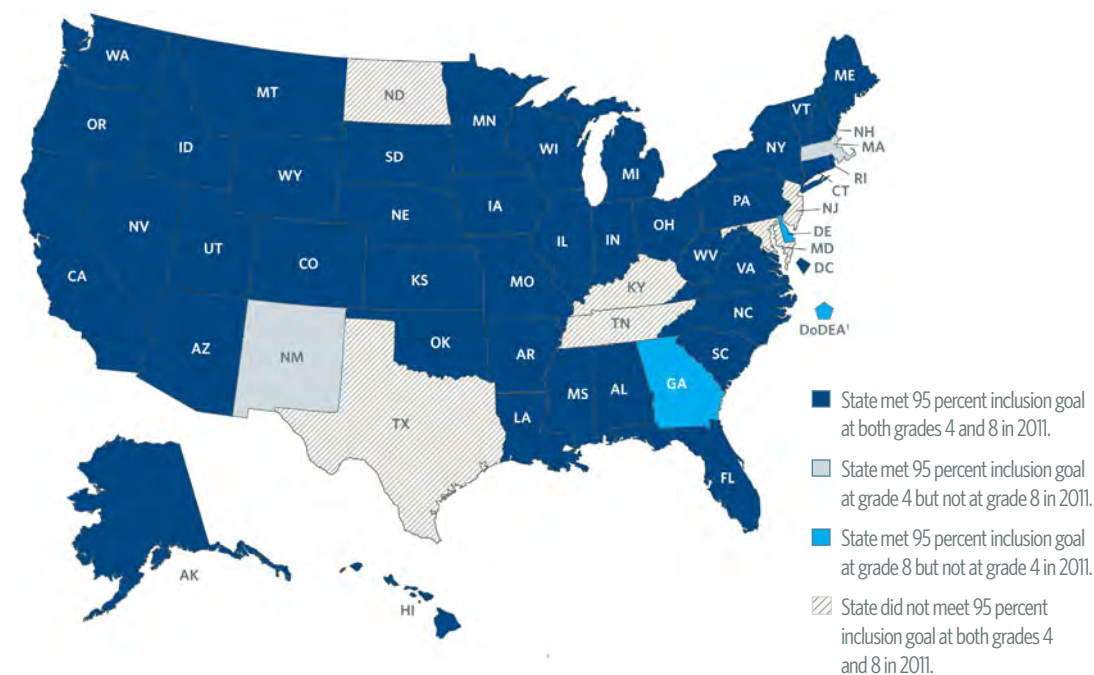 WA
MT
ND
MN
ME
VT
NH
MA
OR
ID
SD
WI
NY
RI
WY
MI
CT
PA
NJ
NV
NE
IA
OH
DE
UT
IL
IN
MD
CO
WV
DC
CA
KS
MO
VA
KY
NC
DoDEA¹
TN
AZ
NM
OK
AR
SC
GA
MS
AL
TX
LA
FL
AK
HI
State met 95 percent inclusion goal
at both grades 4 and 8 in 2011.
State met 95 percent inclusion goal
at grade 4 but not at grade 8 in 2011.
State met 95 percent inclusion goal
at grade 8 but not at grade 4 in 2011.
State did not meet 95 percent
inclusion goal at both grades 4
and 8 in 2011.